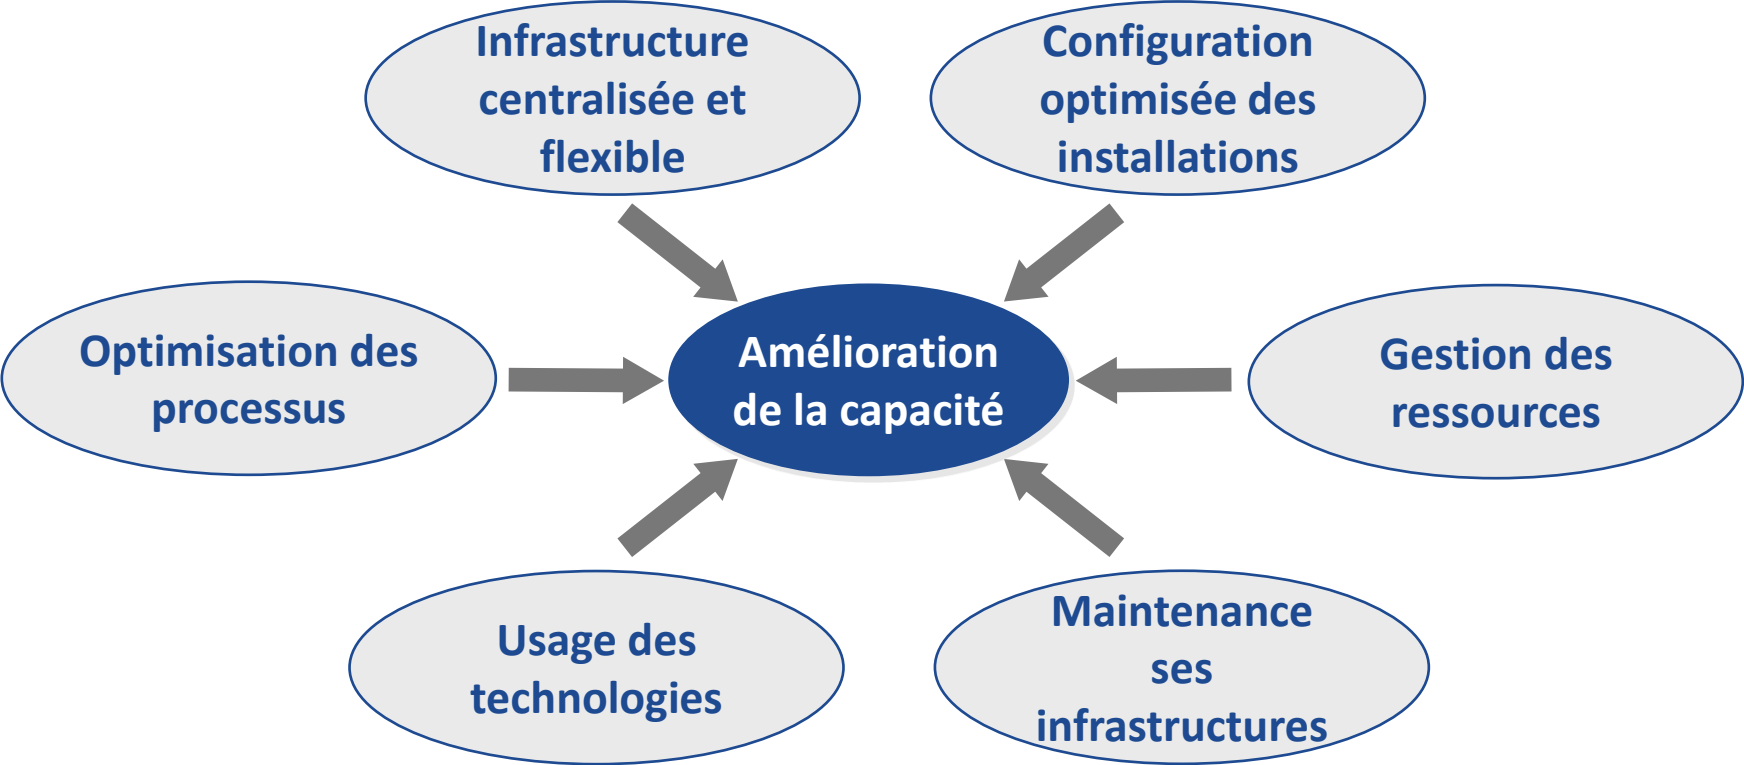 Infrastructure
centralisée et
flexible
Configuration
optimisée des
installations
Optimisation des
processus
Amélioration
de la capacité
Gestion des
ressources
Usage des
technologies
Maintenance
ses
infrastructures